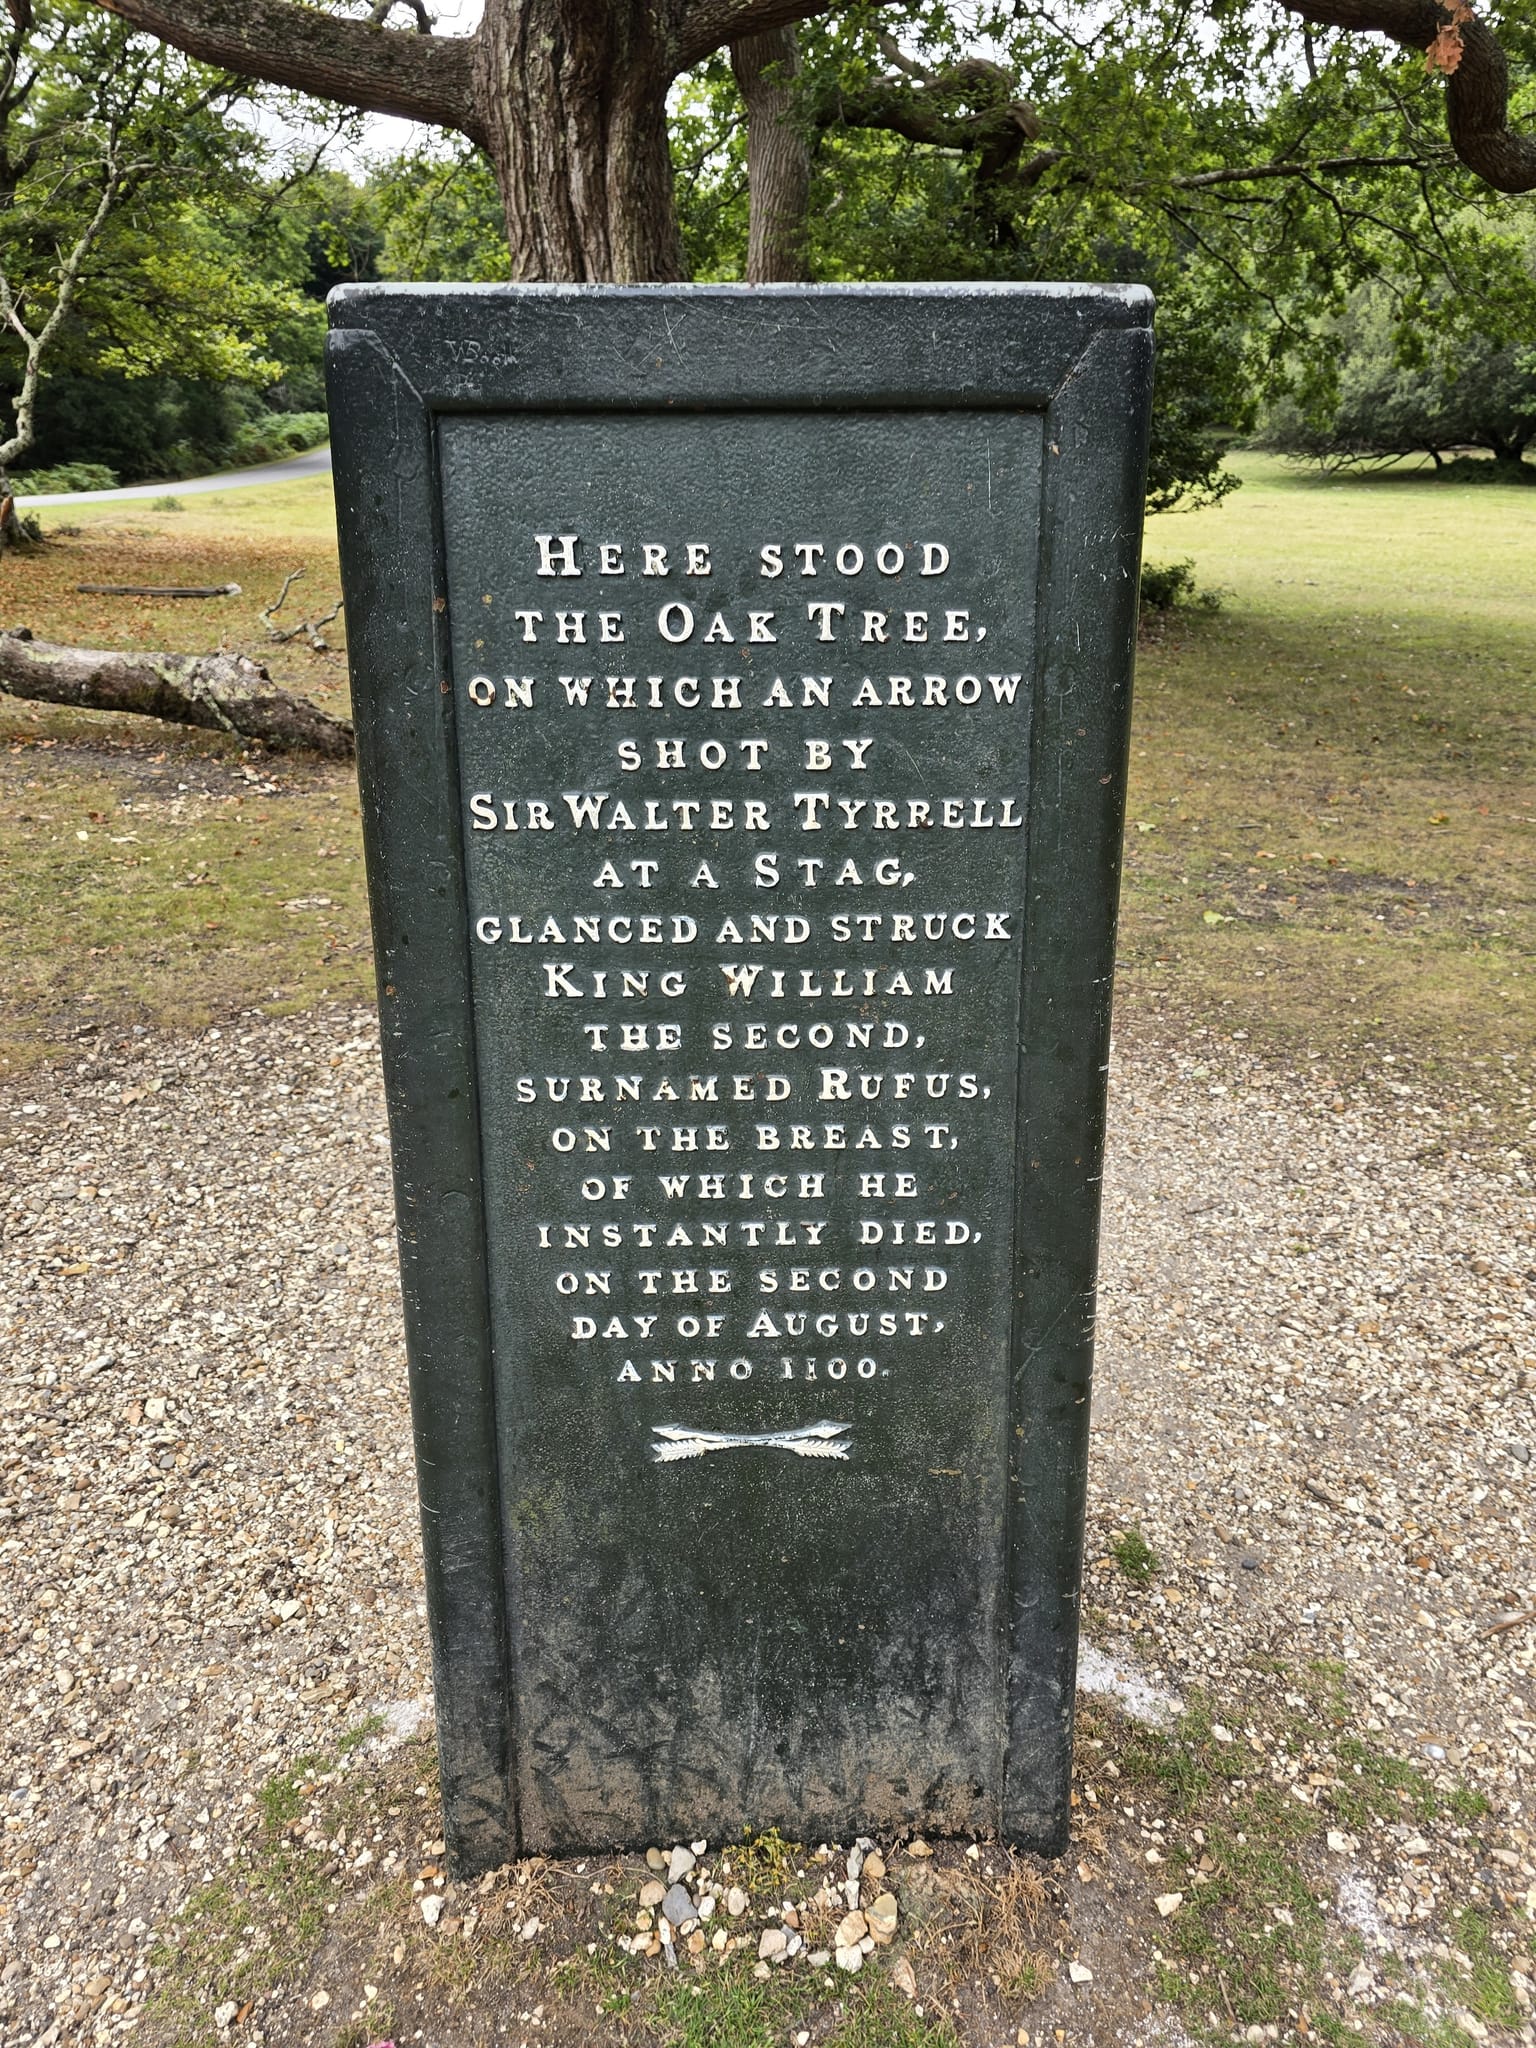 HERE STOOD
THE OAK TREE,
ON WHICH AN ARROW
SHOT BY
SIR WALTER TYRRELL
AT A STAG,
GLANCED AND STRUCK
KING WILLIAM
THE SECOND,
SURNAMED RUFUS,
ON THE BREAST,
OF WHICH HE
INSTANTLY DIED,
ON THE SECOND
DAY OF AUGUST,
ANNO 1100.